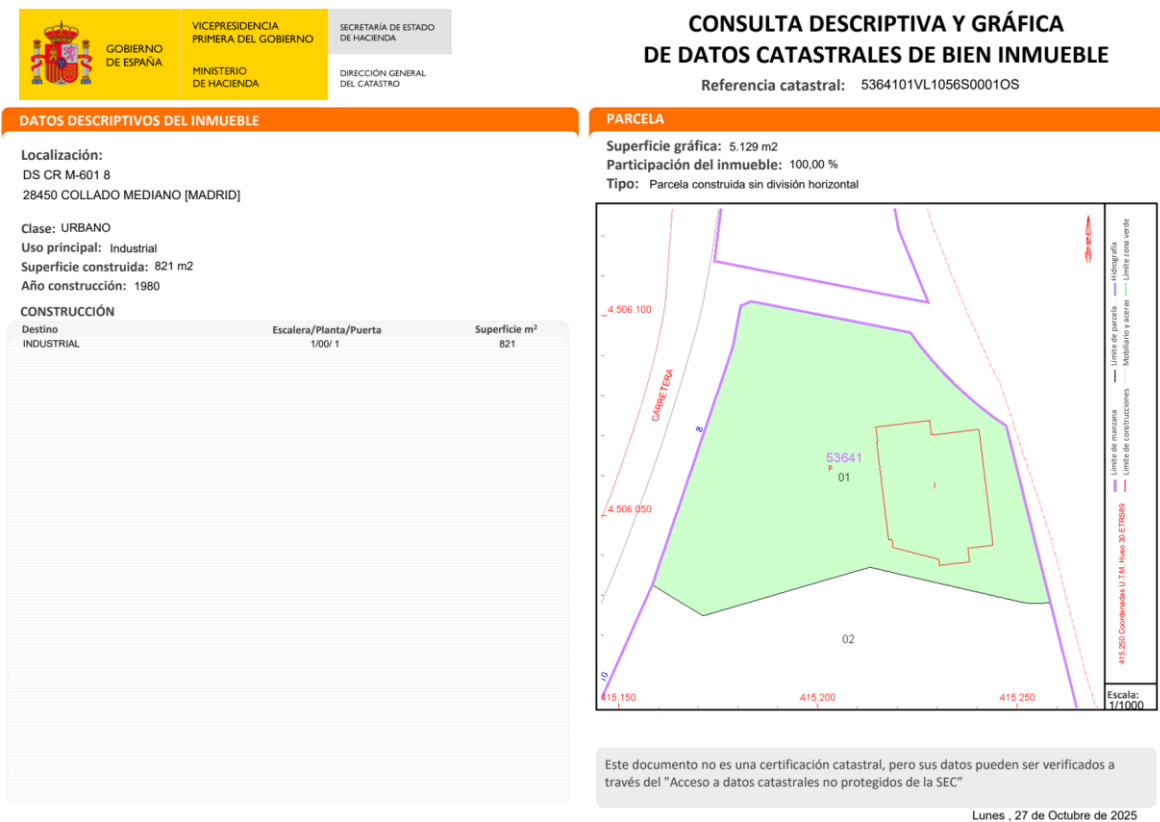 GOBIERNO
DE ESPAÑA
VICEPRESIDENCIA
PRIMERA DEL GOBIERNO
MINISTERIO
DE HACIENDA
SECRETARÍA DE ESTADO
DE HACIENDA
DIRECCIÓN GENERAL
DEL CATASTRO
CONSULTA DESCRIPTIVA Y GRÁFICA
DE DATOS CATASTRALES DE BIEN INMUEBLE
Referencia catastral: 5364101VL1056S0001OS
DATOS DESCRIPTIVOS DEL INMUEBLE
Localización:
DS CR M-601 8
28450 COLLADO MEDIANO [MADRID]
Clase: URBANO
Uso principal: Industrial
Superficie construida: 821 m2
Año construcción: 1980
CONSTRUCCIÓN
Destino Escalera/Planta/Puerta Superficie m²
INDUSTRIAL 1/00/ 1 821
PARCELA
Superficie gráfica: 5.129 m2
Participación del inmueble: 100,00 %
Tipo: Parcela construida sin división horizontal
4.506.100
CARRETERA
8
53641
P
01
I
4.506.050
02
10
415.150
415.200
415.250
Hidrografía
Límite zona verde
Límite de parcela
Mobiliario y aceras
Límite de manzana
Límite de construcciones
415.250 Coordenadas U.T.M. Huso 30 ETRS89
Escala:
1/1000
Este documento no es una certificación catastral, pero sus datos pueden ser verificados a
través del "Acceso a datos catastrales no protegidos de la SEC"
Lunes , 27 de Octubre de 2025